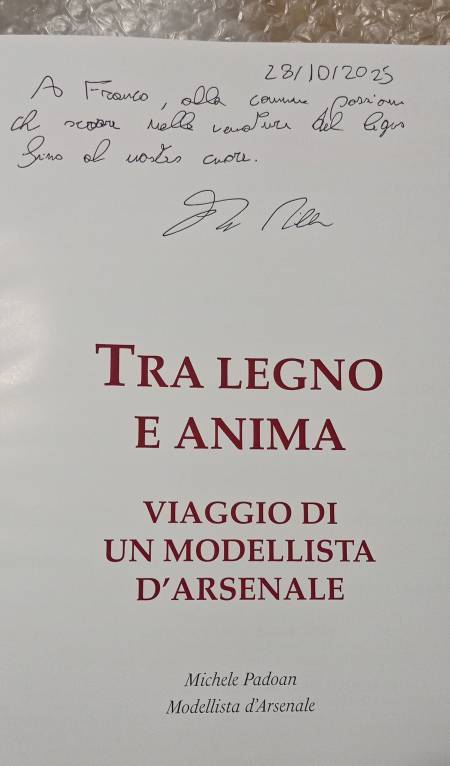 28/10/2025
A Franco, alla comune passione
che scorre nelle venature del legno
fino al nostro cuore.
TRA LEGNO
E ANIMA
VIAGGIO DI
UN MODELLISTA
D'ARSENALE
Michele Padoan
Modellista d'Arsenale